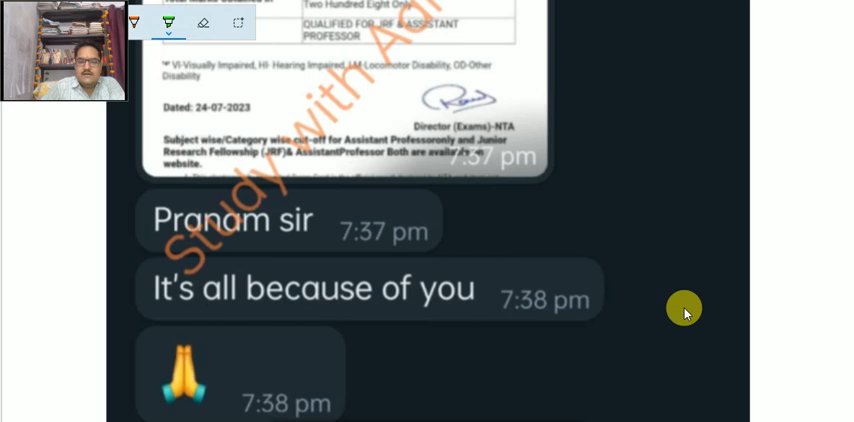 Two Hundred Eight Only
QUALIFIED FOR JRF & ASSISTANT
PROFESSOR
VI-Visually Impaired, HI- Hearing Impaired, LM-Locomotor Disability, OD-Other
Disability
Dated: 24-07-2023
Director (Exams)-NTA
Subject wise/Category wise cut-off for Assistant Professoronly and Junior
Research Fellowship (JRF)& AssistantProfessor Both are available on
website.
7:37 pm
Study with
Pranam sir 7:37 pm
It's all because of you 7:38 pm
🙏 7:38 pm